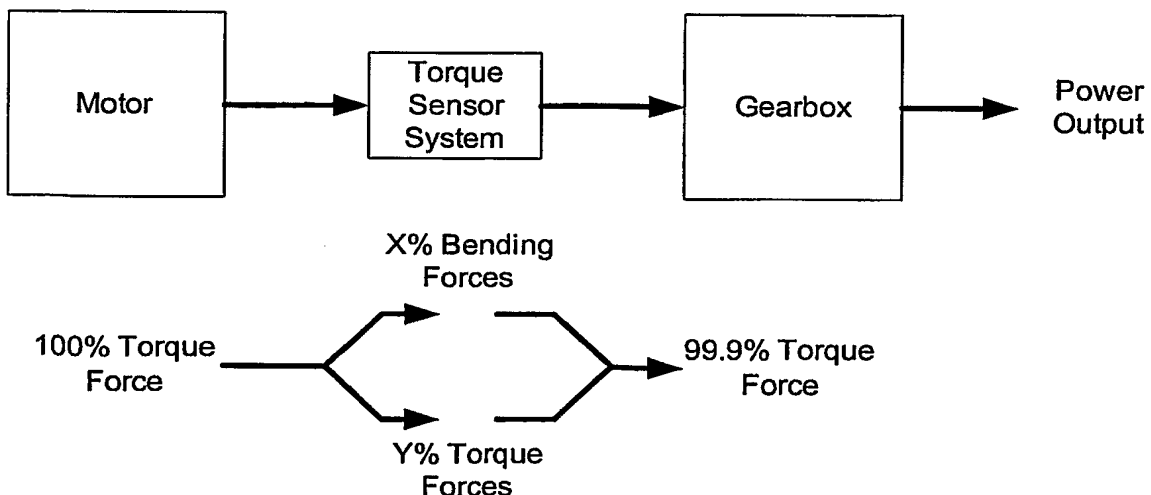 Motor
Torque
Sensor
System
Gearbox
Power
Output
X% Bending
Forces
100% Torque
Force
99.9% Torque
Force
Y% Torque
Forces